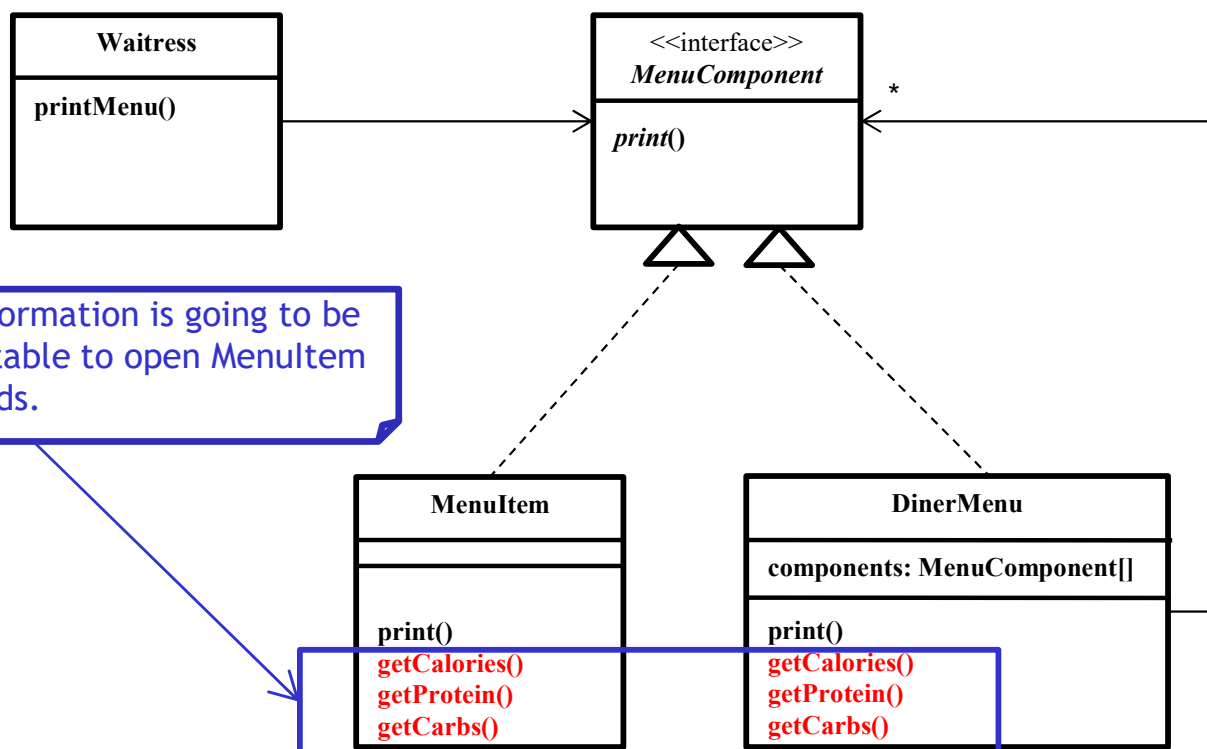 Waitress
printMenu()
<<interface>>
MenuComponent
print()
*
ormation is going to be
able to open MenuItem
ds.
MenuItem
print()
getCalories()
getProtein()
getCarbs()
DinerMenu
components: MenuComponent[]
print()
getCalories()
getProtein()
getCarbs()